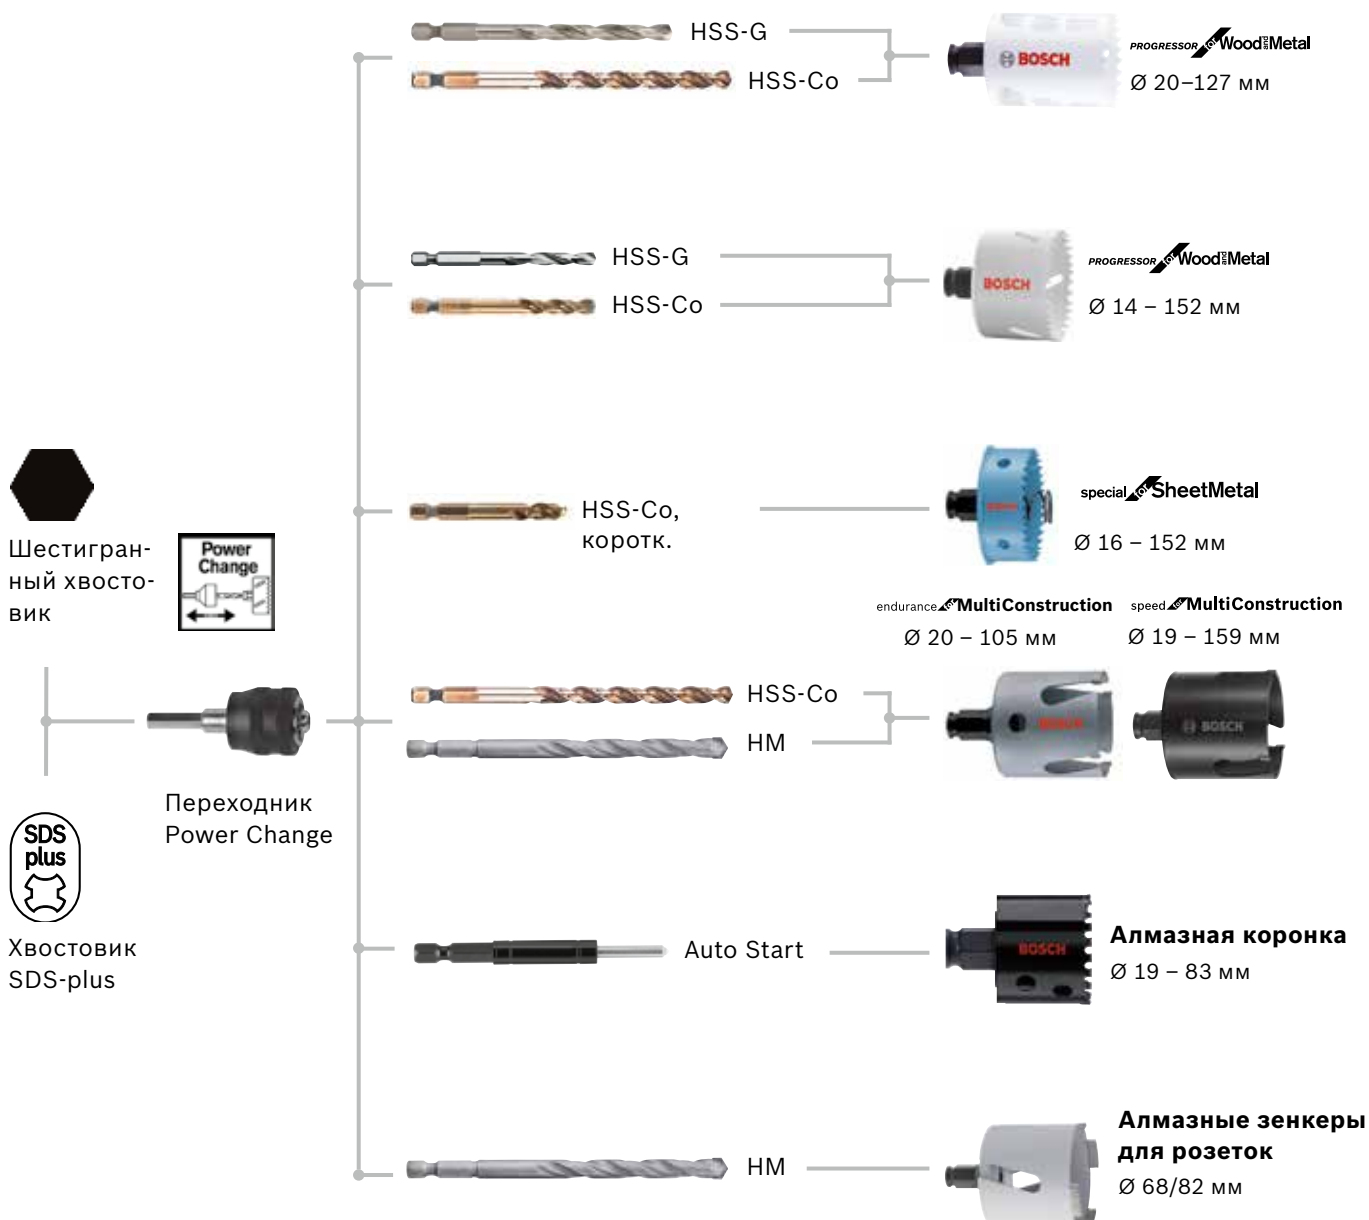 HSS-G
HSS-Co
BOSCH
PROGRESSOR for Wood and Metal
Ø 20–127 мм
HSS-G
HSS-Co
BOSCH
PROGRESSOR for Wood and Metal
Ø 14 – 152 мм
Шестигран-
ный хвосто-
вик
Power
Change
HSS-Co,
коротк.
special for SheetMetal
Ø 16 – 152 мм
endurance for MultiConstruction
Ø 20 – 105 мм
speed for MultiConstruction
Ø 19 – 159 мм
HSS-Co
HM
BOSCH
BOSCH
Переходник
Power Change
SDS
plus
Хвостовик
SDS-plus
Auto Start
BOSCH
Алмазная коронка
Ø 19 – 83 мм
HM
Алмазные зенкеры
для розеток
Ø 68/82 мм